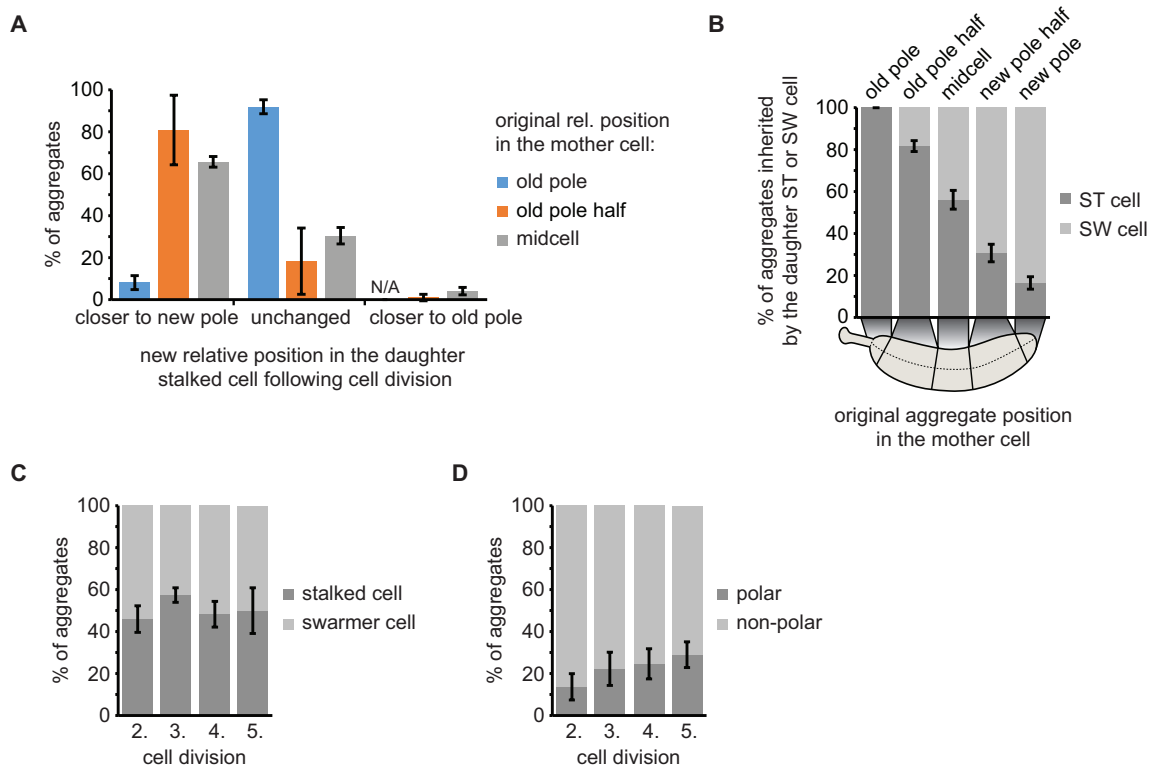 A
% of aggregates
100
80
60
40
20
0
N/A
closer to new pole
unchanged
closer to old pole
new relative position in the daughter
stalked cell following cell division
original rel. position
in the mother cell:
old pole
old pole half
midcell
B
% of aggregates inherited
by the daughter ST or SW cell
old pole
old pole half
midcell
new pole half
new pole
100
80
60
40
20
0
ST cell
SW cell
original aggregate position
in the mother cell
C
% of aggregates
100
80
60
40
20
0
2. 3. 4. 5.
cell division
stalked cell
swarmer cell
D
% of aggregates
100
80
60
40
20
0
2. 3. 4. 5.
cell division
polar
non-polar